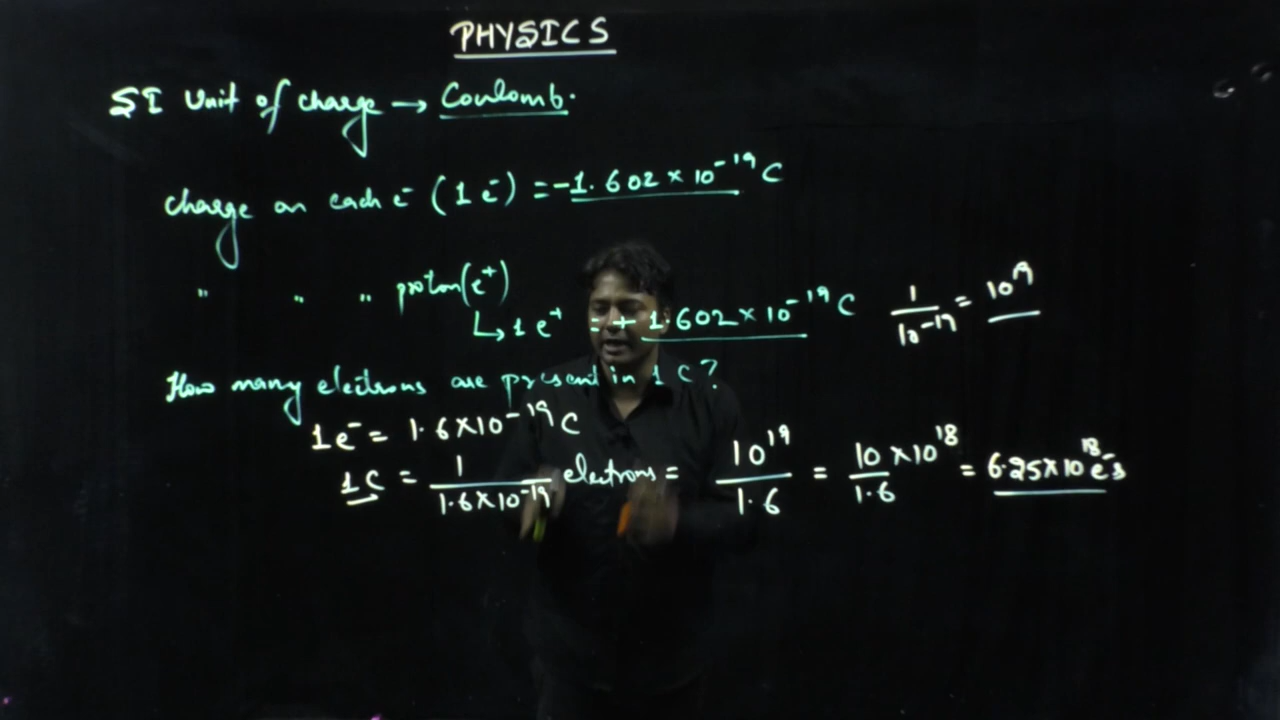 PHYSICS
SI Unit of charge → Coulomb.
charge on each e⁻ (1 e⁻) = -1.602 × 10⁻¹⁹ C
" " " proton(e⁺)
↳ 1 e⁺ = + 1.602 × 10⁻¹⁹ C 1/10⁻¹⁹ = 10¹⁹
How many electrons are present in 1 C?
1e⁻ = 1.6 × 10⁻¹⁹ C
1C = 1/1.6×10⁻¹⁹ electrons = 10¹⁹/1.6 = 10/1.6 × 10¹⁸ = 6.25×10¹⁸ e⁻s